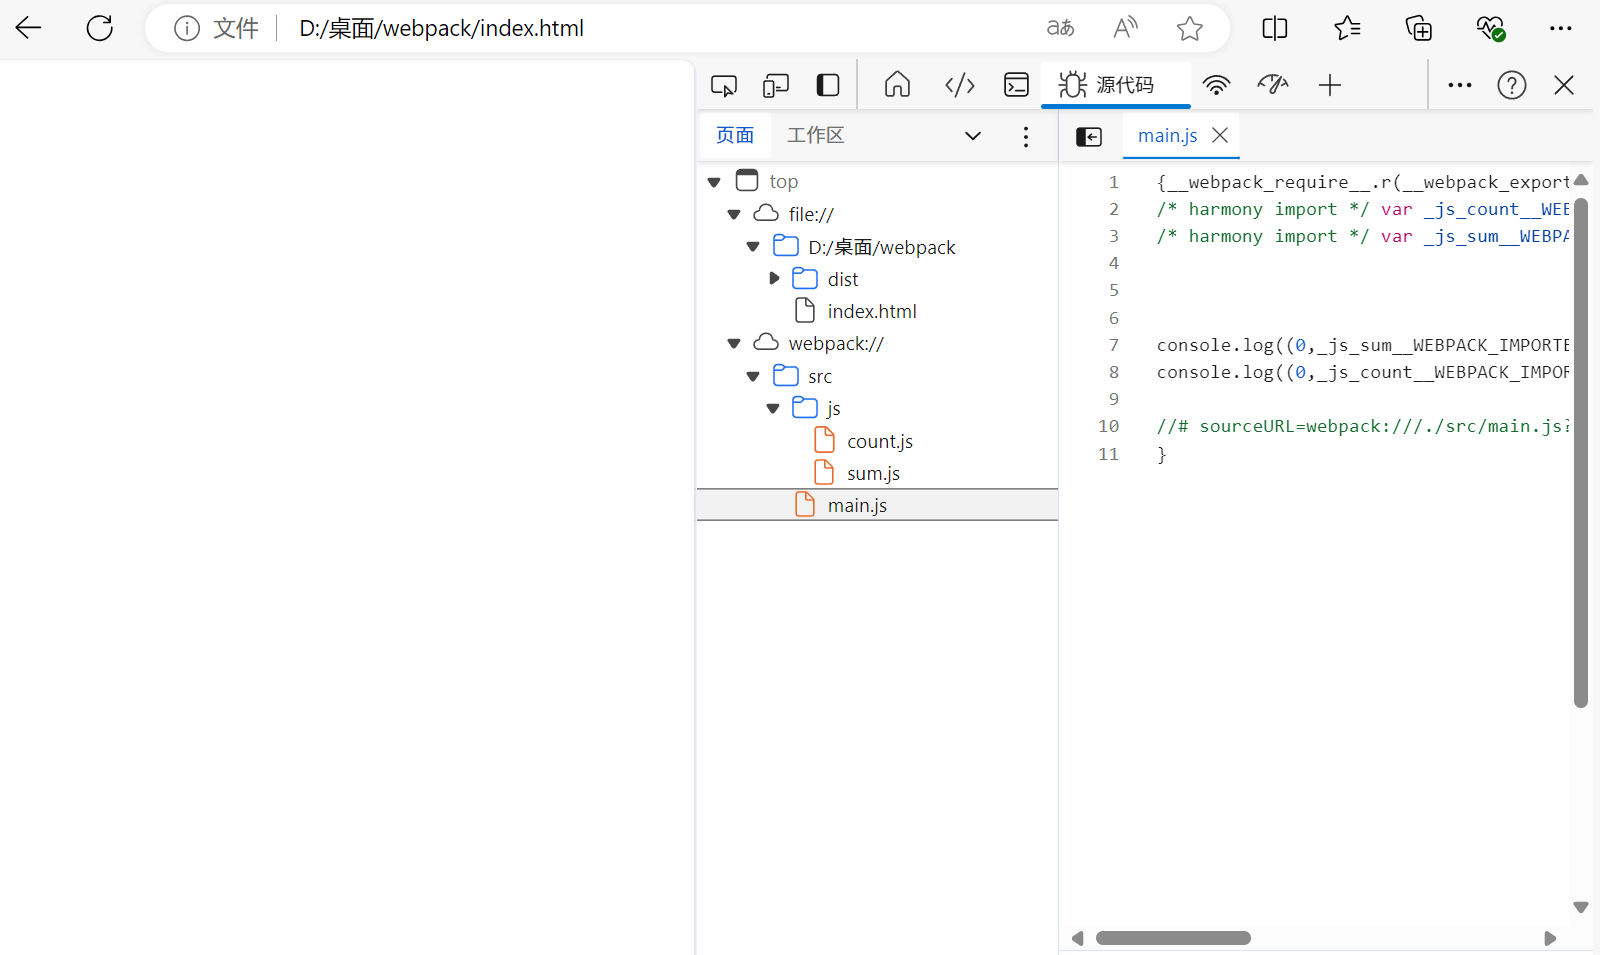 文件 D:/桌面/webpack/index.html
源代码
页面 工作区
main.js
top
file://
D:/桌面/webpack
dist
index.html
webpack://
src
js
count.js
sum.js
main.js
1 {__webpack_require__.r(__webpack_export
2 /* harmony import */ var _js_count__WEB
3 /* harmony import */ var _js_sum__WEBPA
4
5
6
7 console.log((0,_js_sum__WEBPACK_IMPORTE
8 console.log((0,_js_count__WEBPACK_IMPOR
9
10 //# sourceURL=webpack:///./src/main.js?
11 }